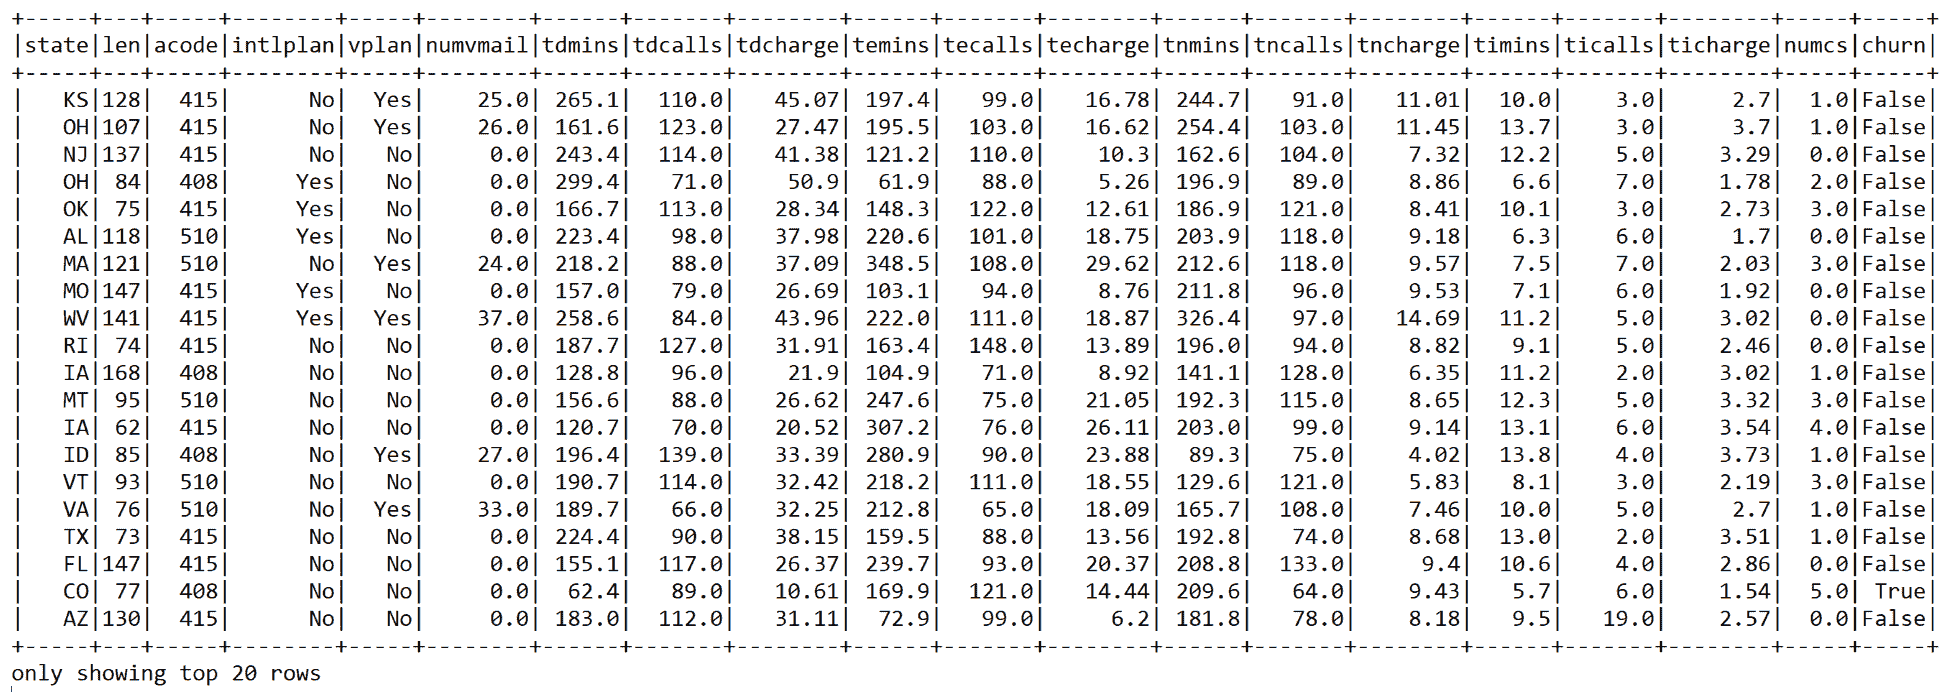 +-----+---+-----+--------+-----+--------+------+-------+--------+------+-------+--------+------+-------+--------+------+-------+--------+-----+-----+
|state|len|acode|intlplan|vplan|numvmail|tdmins|tdcalls|tdcharge|temins|tecalls|techarge|tnmins|tncalls|tncharge|timins|ticalls|ticharge|numcs|churn|
+-----+---+-----+--------+-----+--------+------+-------+--------+------+-------+--------+------+-------+--------+------+-------+--------+-----+-----+
|   KS|128|  415|      No|  Yes|    25.0| 265.1|  110.0|   45.07| 197.4|   99.0|   16.78| 244.7|   91.0|   11.01|  10.0|    3.0|     2.7|  1.0|False|
|   OH|107|  415|      No|  Yes|    26.0| 161.6|  123.0|   27.47| 195.5|  103.0|   16.62| 254.4|  103.0|   11.45|  13.7|    3.0|     3.7|  1.0|False|
|   NJ|137|  415|      No|   No|     0.0| 243.4|  114.0|   41.38| 121.2|  110.0|    10.3| 162.6|  104.0|    7.32|  12.2|    5.0|    3.29|  0.0|False|
|   OH| 84|  408|     Yes|   No|     0.0| 299.4|   71.0|    50.9|  61.9|   88.0|    5.26| 196.9|   89.0|    8.86|   6.6|    7.0|    1.78|  2.0|False|
|   OK| 75|  415|     Yes|   No|     0.0| 166.7|  113.0|   28.34| 148.3|  122.0|   12.61| 186.9|  121.0|    8.41|  10.1|    3.0|    2.73|  3.0|False|
|   AL|118|  510|     Yes|   No|     0.0| 223.4|   98.0|   37.98| 220.6|  101.0|   18.75| 203.9|  118.0|    9.18|   6.3|    6.0|     1.7|  0.0|False|
|   MA|121|  510|      No|  Yes|    24.0| 218.2|   88.0|   37.09| 348.5|  108.0|   29.62| 212.6|  118.0|    9.57|   7.5|    7.0|    2.03|  3.0|False|
|   MO|147|  415|     Yes|   No|     0.0| 157.0|   79.0|   26.69| 103.1|   94.0|    8.76| 211.8|   96.0|    9.53|   7.1|    6.0|    1.92|  0.0|False|
|   WV|141|  415|     Yes|  Yes|    37.0| 258.6|   84.0|   43.96| 222.0|  111.0|   18.87| 326.4|   97.0|   14.69|  11.2|    5.0|    3.02|  0.0|False|
|   RI| 74|  415|      No|   No|     0.0| 187.7|  127.0|   31.91| 163.4|  148.0|   13.89| 196.0|   94.0|    8.82|   9.1|    5.0|    2.46|  0.0|False|
|   IA|168|  408|      No|   No|     0.0| 128.8|   96.0|    21.9| 104.9|   71.0|    8.92| 141.1|  128.0|    6.35|  11.2|    2.0|    3.02|  1.0|False|
|   MT| 95|  510|      No|   No|     0.0| 156.6|   88.0|   26.62| 247.6|   75.0|   21.05| 192.3|  115.0|    8.65|  12.3|    5.0|    3.32|  3.0|False|
|   IA| 62|  415|      No|   No|     0.0| 120.7|   70.0|   20.52| 307.2|   76.0|   26.11| 203.0|   99.0|    9.14|  13.1|    6.0|    3.54|  4.0|False|
|   ID| 85|  408|      No|  Yes|    27.0| 196.4|  139.0|   33.39| 280.9|   90.0|   23.88|  89.3|   75.0|    4.02|  13.8|    4.0|    3.73|  1.0|False|
|   VT| 93|  510|      No|   No|     0.0| 190.7|  114.0|   32.42| 218.2|  111.0|   18.55| 129.6|  121.0|    5.83|   8.1|    3.0|    2.19|  3.0|False|
|   VA| 76|  510|      No|  Yes|    33.0| 189.7|   66.0|   32.25| 212.8|   65.0|   18.09| 165.7|  108.0|    7.46|  10.0|    5.0|     2.7|  1.0|False|
|   TX| 73|  415|      No|   No|     0.0| 224.4|   90.0|   38.15| 159.5|   88.0|   13.56| 192.8|   74.0|    8.68|  13.0|    2.0|    3.51|  1.0|False|
|   FL|147|  415|      No|   No|     0.0| 155.1|  117.0|   26.37| 239.7|   93.0|   20.37| 208.8|  133.0|     9.4|  10.6|    4.0|    2.86|  0.0|False|
|   CO| 77|  408|      No|   No|     0.0|  62.4|   89.0|   10.61| 169.9|  121.0|   14.44| 209.6|   64.0|    9.43|   5.7|    6.0|    1.54|  5.0| True|
|   AZ|130|  415|      No|   No|     0.0| 183.0|  112.0|   31.11|  72.9|   99.0|     6.2| 181.8|   78.0|    8.18|   9.5|   19.0|    2.57|  0.0|False|
+-----+---+-----+--------+-----+--------+------+-------+--------+------+-------+--------+------+-------+--------+------+-------+--------+-----+-----+
only showing top 20 rows